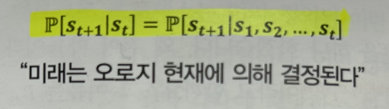 ℙ[s_{t+1}|s_t] = ℙ[s_{t+1}|s_1, s_2, ..., s_t]
“미래는 오로지 현재에 의해 결정된다”